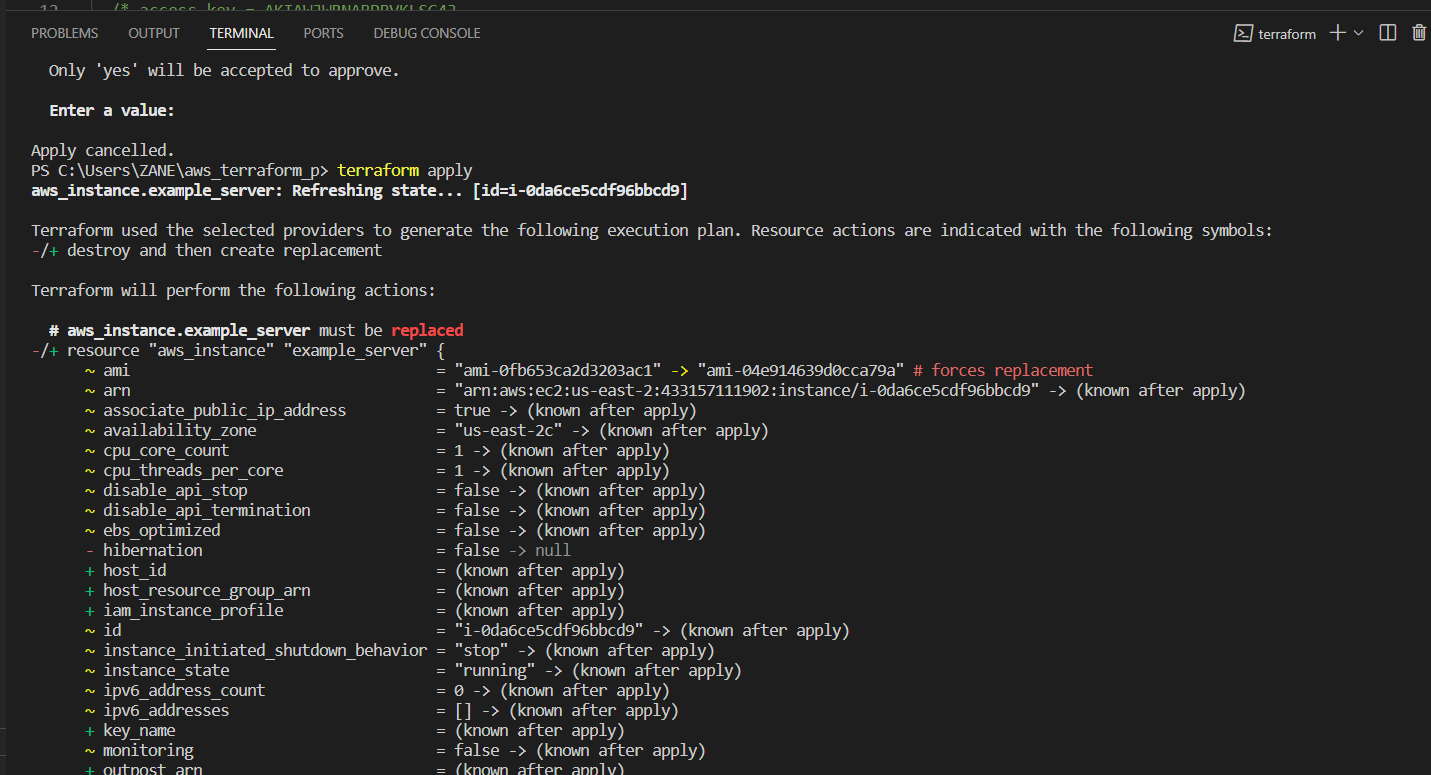 12 /* access_key =
PROBLEMS OUTPUT TERMINAL PORTS DEBUG CONSOLE terraform
Only 'yes' will be accepted to approve.
Enter a value:
Apply cancelled.
PS C:\Users\ZANE\aws_terraform_p> terraform apply
aws_instance.example_server: Refreshing state... [id=i-0da6ce5cdf96bbcd9]
Terraform used the selected providers to generate the following execution plan. Resource actions are indicated with the following symbols:
-/+ destroy and then create replacement
Terraform will perform the following actions:
# aws_instance.example_server must be replaced
-/+ resource "aws_instance" "example_server" {
~ ami = "ami-0fb653ca2d3203ac1" -> "ami-04e914639d0cca79a" # forces replacement
~ arn = "arn:aws:ec2:us-east-2:433157111902:instance/i-0da6ce5cdf96bbcd9" -> (known after apply)
~ associate_public_ip_address = true -> (known after apply)
~ availability_zone = "us-east-2c" -> (known after apply)
~ cpu_core_count = 1 -> (known after apply)
~ cpu_threads_per_core = 1 -> (known after apply)
~ disable_api_stop = false -> (known after apply)
~ disable_api_termination = false -> (known after apply)
~ ebs_optimized = false -> (known after apply)
- hibernation = false -> null
+ host_id = (known after apply)
+ host_resource_group_arn = (known after apply)
+ iam_instance_profile = (known after apply)
~ id = "i-0da6ce5cdf96bbcd9" -> (known after apply)
~ instance_initiated_shutdown_behavior = "stop" -> (known after apply)
~ instance_state = "running" -> (known after apply)
~ ipv6_address_count = 0 -> (known after apply)
~ ipv6_addresses = [] -> (known after apply)
+ key_name = (known after apply)
~ monitoring = false -> (known after apply)
+ outpost_arn = (known after apply)